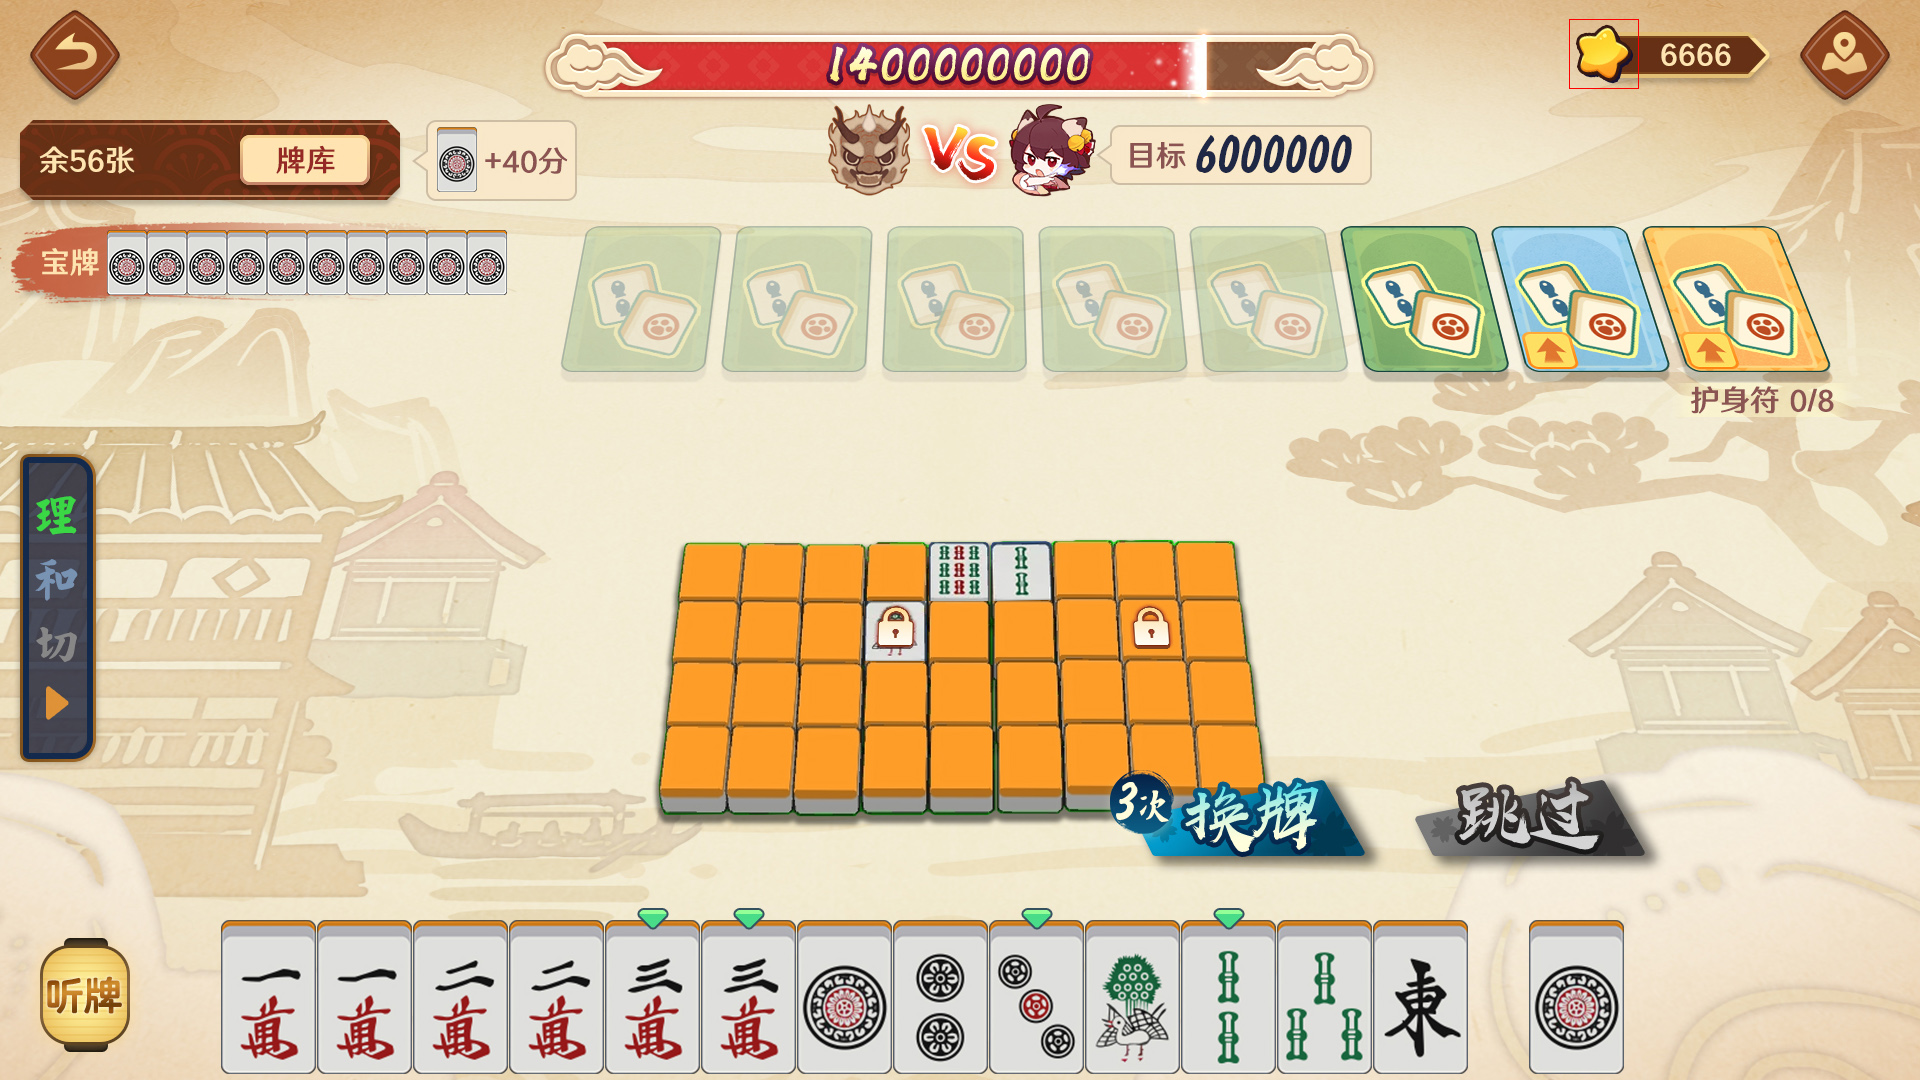 1400000000
6666
余56张
牌库
+40分
VS
目标 6000000
宝牌
护身符 0/8
理
和
切
3次
换牌
跳过
听牌
一萬
一萬
二萬
二萬
三萬
三萬
東